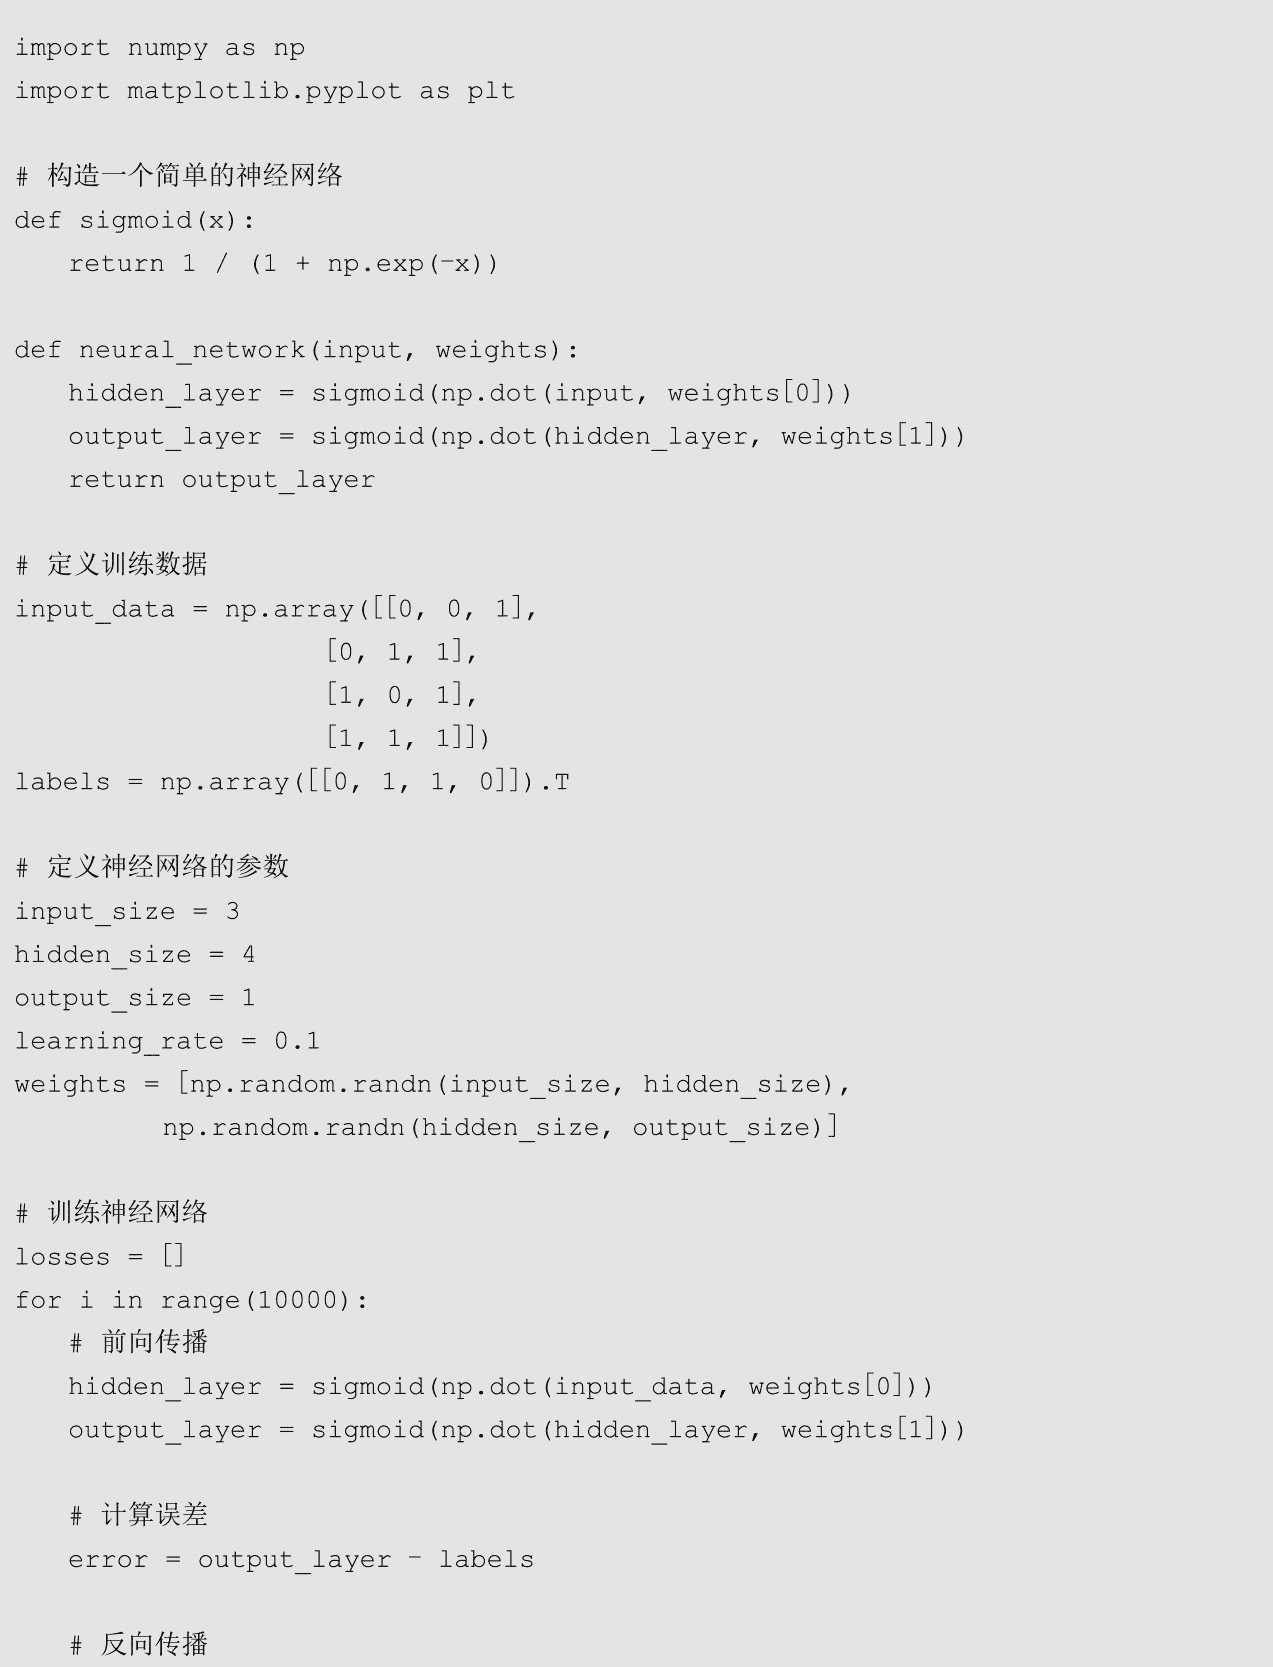 import numpy as np
import matplotlib.pyplot as plt
# 构造一个简单的神经网络
def sigmoid(x):
return 1 / (1 + np.exp(-x))
def neural_network(input, weights):
hidden_layer = sigmoid(np.dot(input, weights[0]))
output_layer = sigmoid(np.dot(hidden_layer, weights[1]))
return output_layer
# 定义训练数据
input_data = np.array([[0, 0, 1],
[0, 1, 1],
[1, 0, 1],
[1, 1, 1]])
labels = np.array([[0, 1, 1, 0]]).T
# 定义神经网络的参数
input_size = 3
hidden_size = 4
output_size = 1
learning_rate = 0.1
weights = [np.random.randn(input_size, hidden_size),
np.random.randn(hidden_size, output_size)]
# 训练神经网络
losses = []
for i in range(10000):
# 前向传播
hidden_layer = sigmoid(np.dot(input_data, weights[0]))
output_layer = sigmoid(np.dot(hidden_layer, weights[1]))
# 计算误差
error = output_layer - labels
# 反向传播